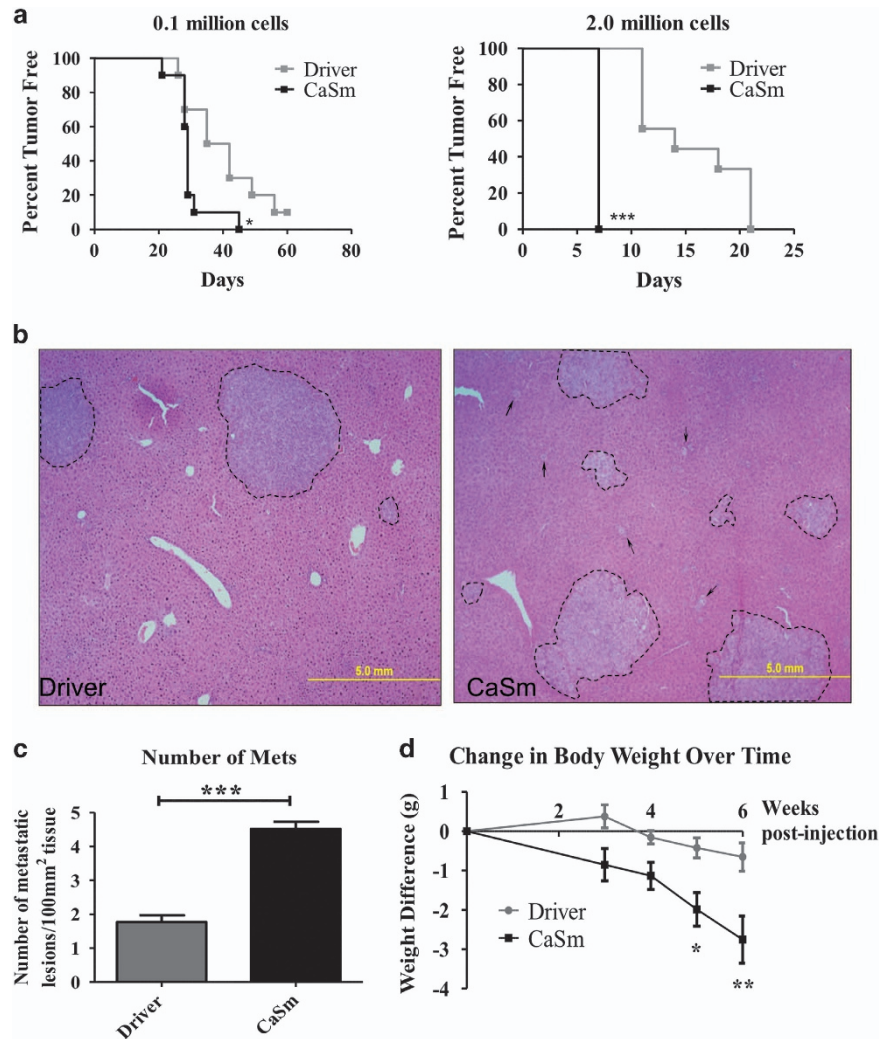 a
0.1 million cells
Percent Tumor Free
100
80
60
40
20
0
0 20 40 60 80
Days
Driver
CaSm
*
2.0 million cells
Percent Tumor Free
100
80
60
40
20
0
0 5 10 15 20 25
Days
Driver
CaSm
***
b
Driver
5.0 mm
CaSm
5.0 mm
c
Number of Mets
Number of metastatic
lesions/100mm² tissue
5
4
3
2
1
0
***
Driver
CaSm
d
Change in Body Weight Over Time
Weight Difference (g)
1
0
-1
-2
-3
-4
2 4 6
Weeks
post-injection
Driver
CaSm
*
**